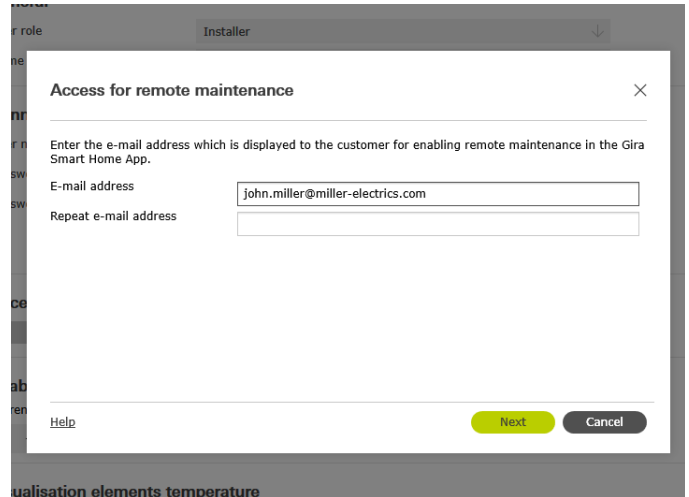 r role
Installer
Access for remote maintenance
Enter the e-mail address which is displayed to the customer for enabling remote maintenance in the Gira
Smart Home App.
E-mail address
john.miller@miller-electrics.com
Repeat e-mail address
Help
Next
Cancel
ualisation elements temperature